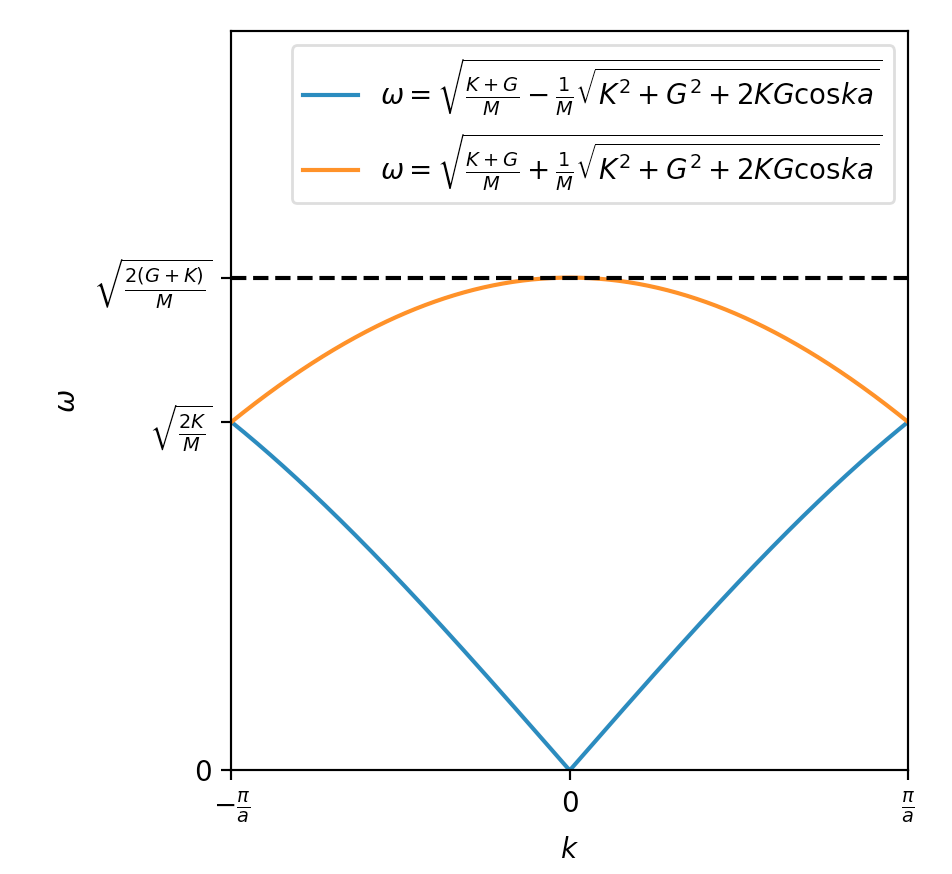 ω = √(K+G/M − 1/M √(K² + G² + 2KGcoska))
ω = √(K+G/M + 1/M √(K² + G² + 2KGcoska))
√(2(G+K)/M)
√(2K/M)
ω
0
−π/a
0
π/a
k